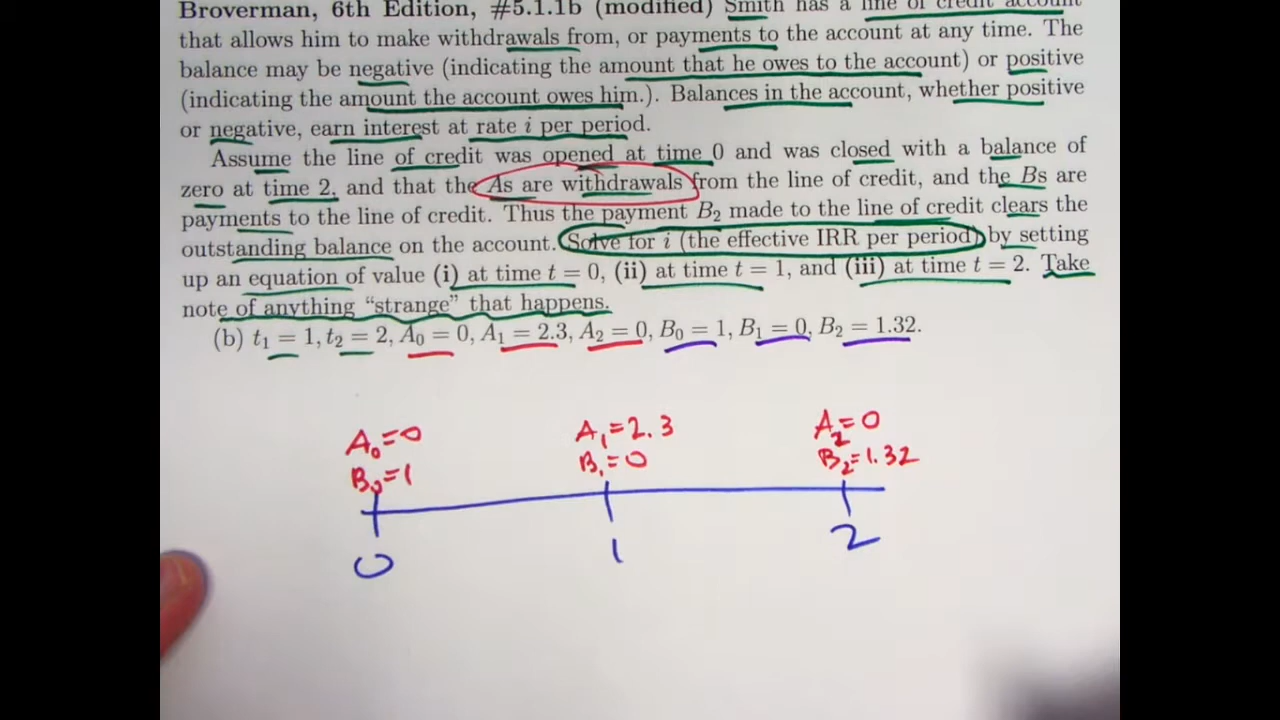 Broverman, 6th Edition, #5.1.1b (modified) Smith has a line of credit account
that allows him to make withdrawals from, or payments to the account at any time. The
balance may be negative (indicating the amount that he owes to the account) or positive
(indicating the amount the account owes him.). Balances in the account, whether positive
or negative, earn interest at rate i per period.
Assume the line of credit was opened at time 0 and was closed with a balance of
zero at time 2, and that the As are withdrawals from the line of credit, and the Bs are
payments to the line of credit. Thus the payment B₂ made to the line of credit clears the
outstanding balance on the account. Solve for i (the effective IRR per period) by setting
up an equation of value (i) at time t = 0, (ii) at time t = 1, and (iii) at time t = 2. Take
note of anything “strange” that happens.
(b) t₁ = 1, t₂ = 2, A₀ = 0, A₁ = 2.3, A₂ = 0, B₀ = 1, B₁ = 0, B₂ = 1.32.
A₀=0 A₁=2.3 A₂=0
B₀=1 B₁=0 B₂=1.32
0 1 2